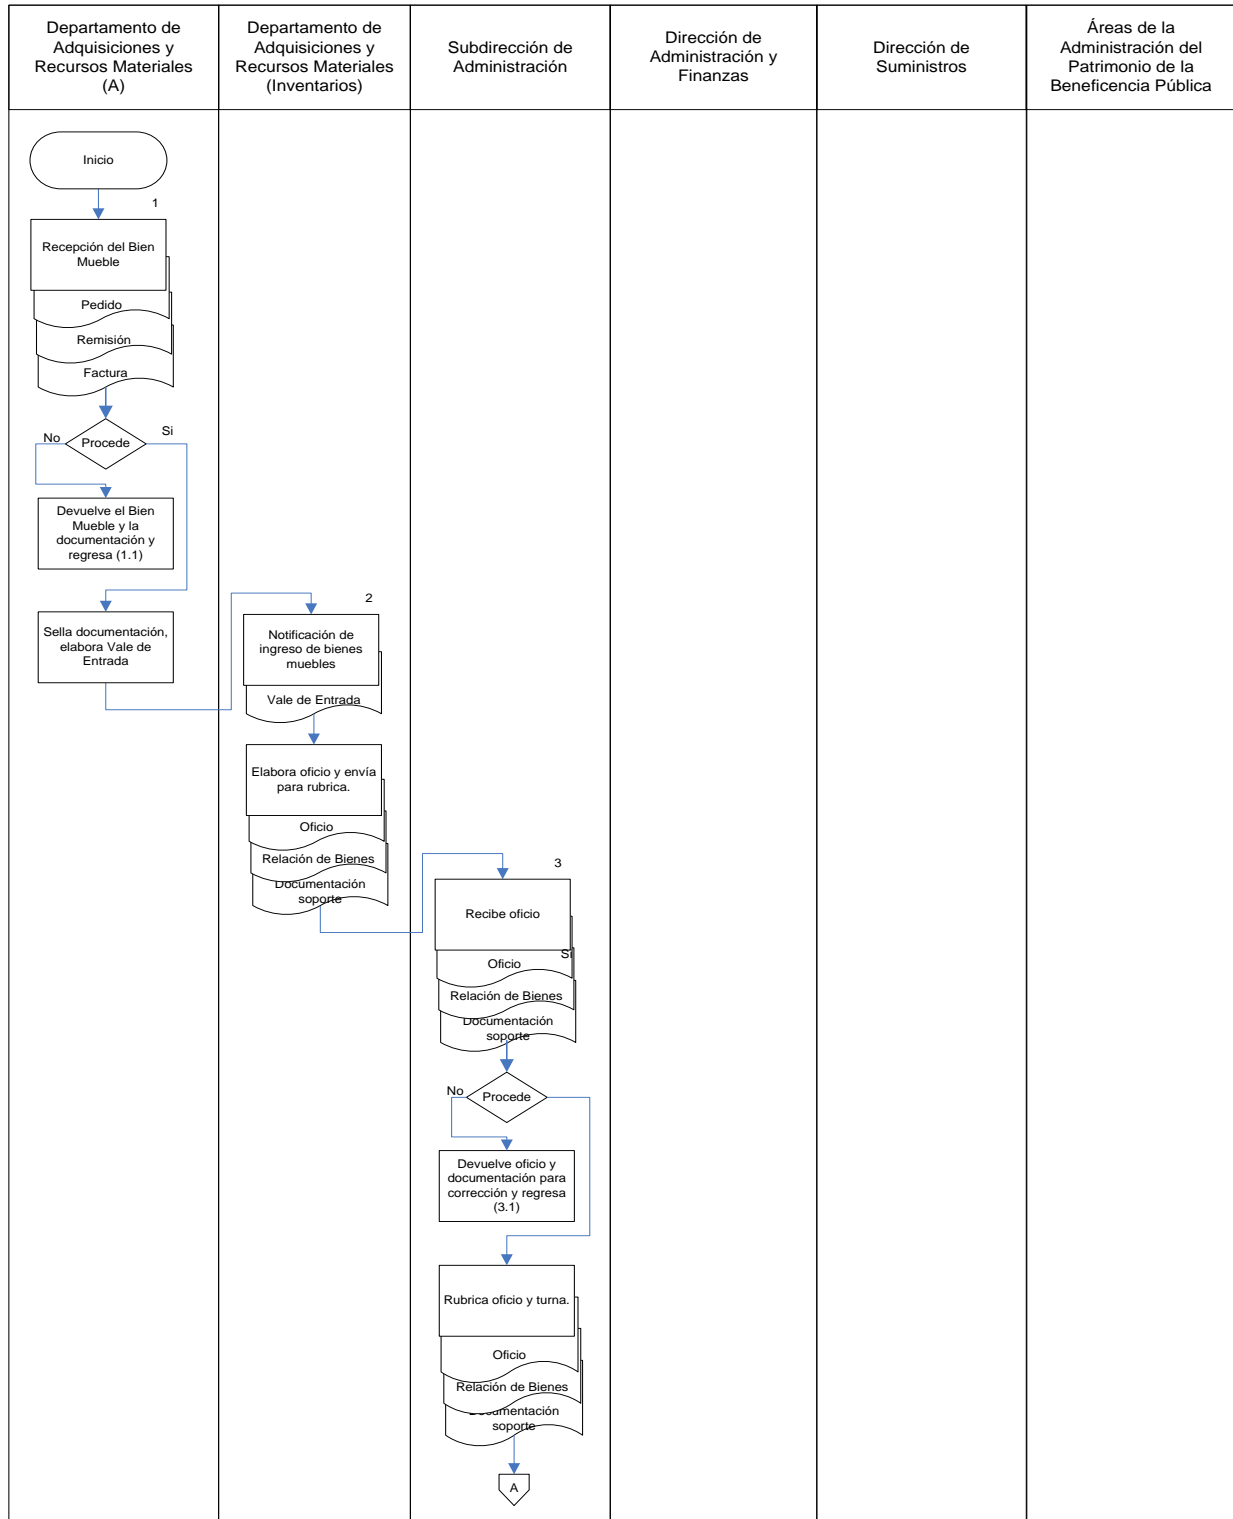 Departamento de
Adquisiciones y
Recursos Materiales
(A)
Departamento de
Adquisiciones y
Recursos Materiales
(Inventarios)
Subdirección de
Administración
Dirección de
Administración y
Finanzas
Dirección de
Suministros
Áreas de la
Administración del
Patrimonio de la
Beneficencia Pública
Inicio
1
Recepción del Bien
Mueble
Pedido
Remisión
Factura
No
Procede
Si
Devuelve el Bien
Mueble y la
documentación y
regresa (1.1)
Sella documentación,
elabora Vale de
Entrada
2
Notificación de
ingreso de bienes
muebles
Vale de Entrada
Elabora oficio y envía
para rubrica.
Oficio
Relación de Bienes
Documentación
soporte
3
Recibe oficio
Si
Oficio
Relación de Bienes
Documentación
soporte
No
Procede
Devuelve oficio y
documentación para
corrección y regresa
(3.1)
Rubrica oficio y turna.
Oficio
Relación de Bienes
Documentación
soporte
A